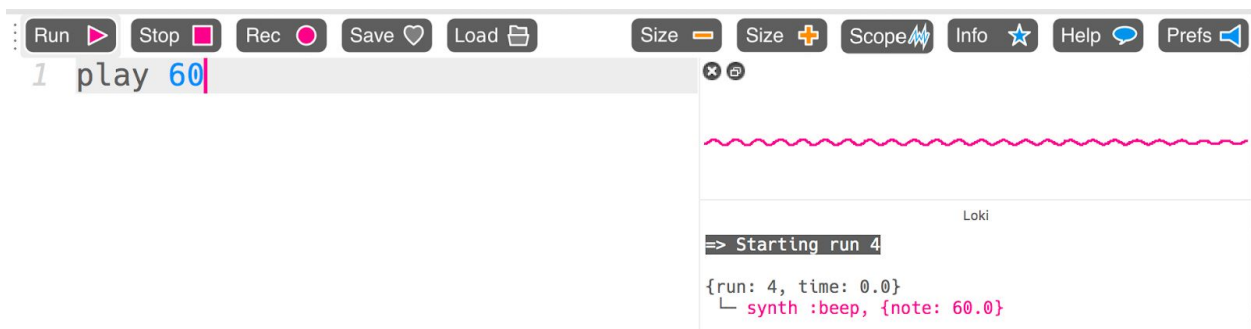 Run Stop Rec Save Load Size Size Scope Info Help Prefs
1 play 60
Loki
=> Starting run 4
{run: 4, time: 0.0}
└─ synth :beep, {note: 60.0}